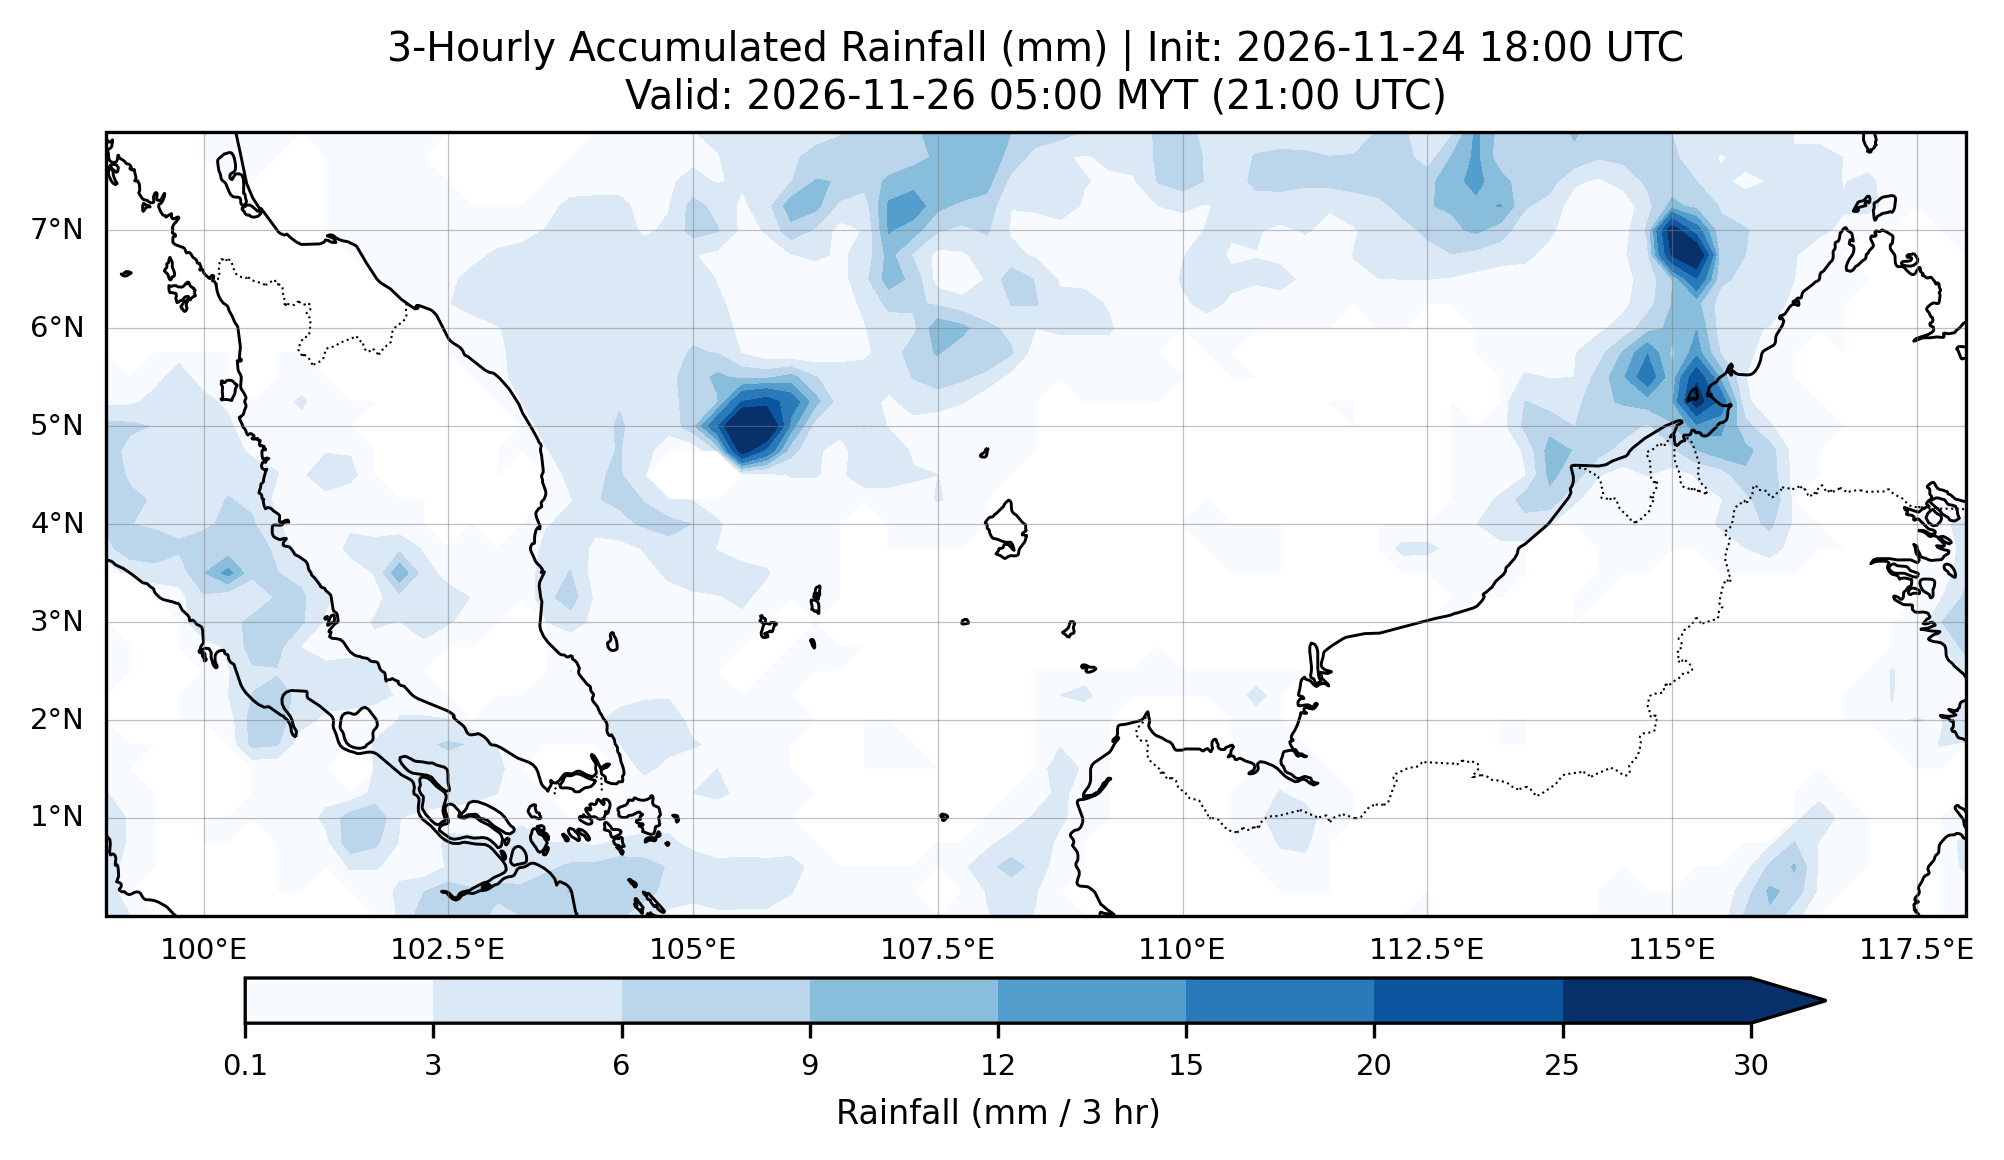 3-Hourly Accumulated Rainfall (mm) | Init: 2026-11-24 18:00 UTC
Valid: 2026-11-26 05:00 MYT (21:00 UTC)
7°N
6°N
5°N
4°N
3°N
2°N
1°N
100°E 102.5°E 105°E 107.5°E 110°E 112.5°E 115°E 117.5°E
0.1 3 6 9 12 15 20 25 30
Rainfall (mm / 3 hr)